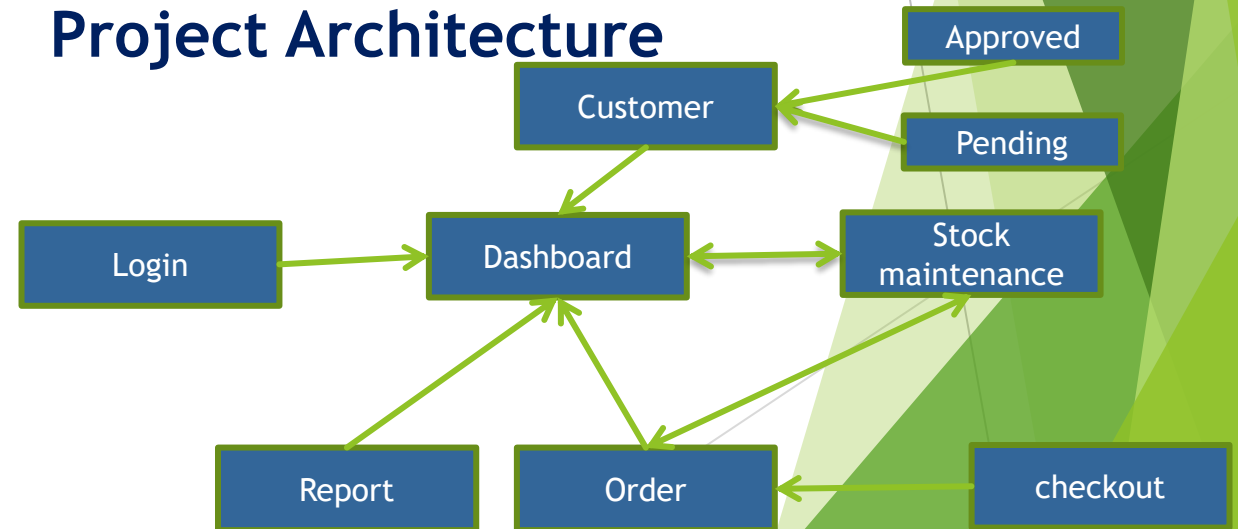 Project Architecture
Approved
Customer
Pending
Login
Dashboard
Stock
maintenance
Report
Order
checkout